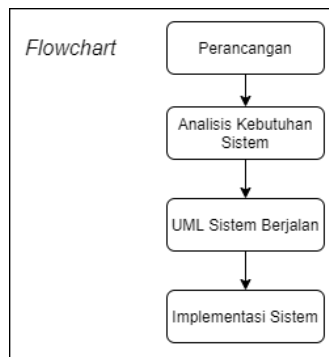 Flowchart
Perancangan
Analisis Kebutuhan
Sistem
UML Sistem Berjalan
Implementasi Sistem